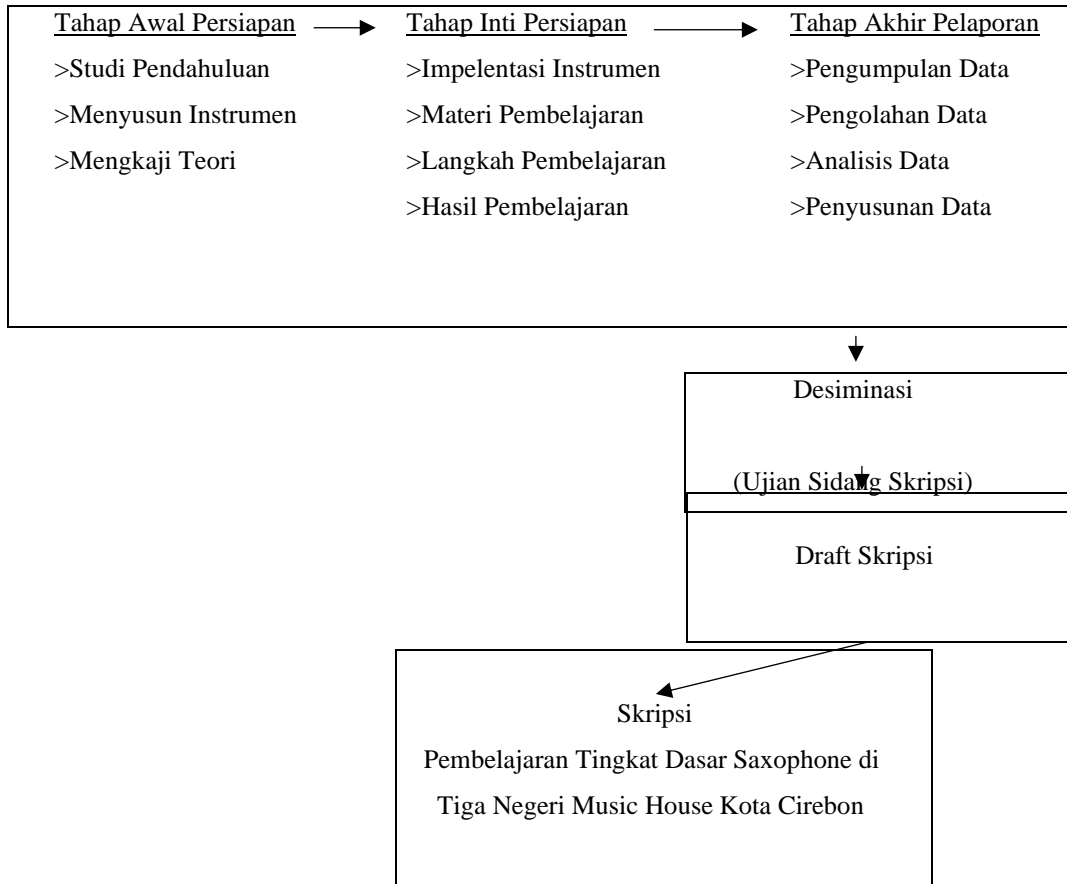 Tahap Awal Persiapan
>Studi Pendahuluan
>Menyusun Instrumen
>Mengkaji Teori
Tahap Inti Persiapan
>Impelentasi Instrumen
>Materi Pembelajaran
>Langkah Pembelajaran
>Hasil Pembelajaran
Tahap Akhir Pelaporan
>Pengumpulan Data
>Pengolahan Data
>Analisis Data
>Penyusunan Data
Desiminasi
(Ujian Sidang Skripsi)
Draft Skripsi
Skripsi
Pembelajaran Tingkat Dasar Saxophone di
Tiga Negeri Music House Kota Cirebon